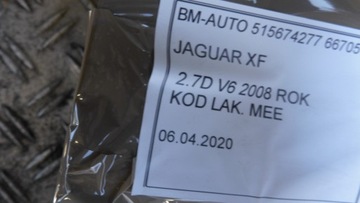 BM-AUTO 515674277 66705
JAGUAR XF
2.7D V6 2008 ROK
KOD LAK. MEE
06.04.2020